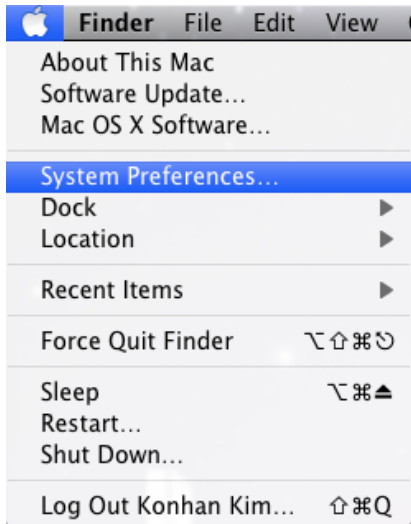 Finder File Edit View
About This Mac
Software Update...
Mac OS X Software...
System Preferences...
Dock ▶
Location ▶
Recent Items ▶
Force Quit Finder ⌥⇧⌘⎋
Sleep ⌥⌘⏏
Restart...
Shut Down...
Log Out Konhan Kim... ⇧⌘Q